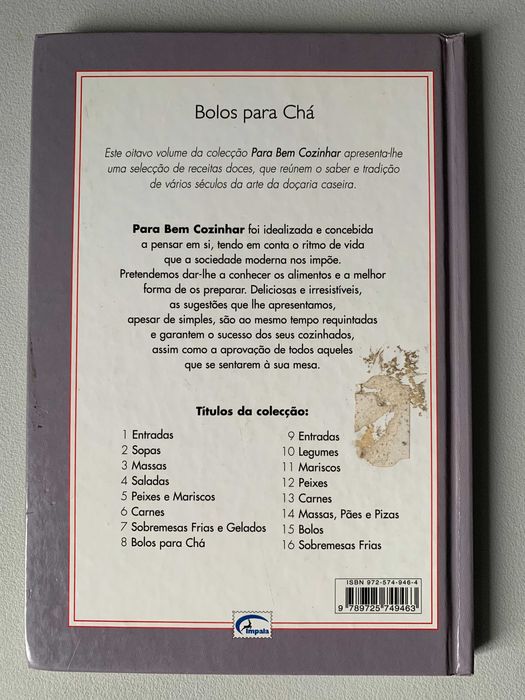 Bolos para Chá
Este oitavo volume da colecção Para Bem Cozinhar apresenta-lhe
uma selecção de receitas doces, que reúnem o saber e tradição
de vários séculos da arte da doçaria caseira.
Para Bem Cozinhar foi idealizada e concebida
a pensar em si, tendo em conta o ritmo de vida
que a sociedade moderna nos impõe.
Pretendemos dar-lhe a conhecer os alimentos e a melhor
forma de os preparar. Deliciosas e irresistíveis,
as sugestões que lhe apresentamos,
apesar de simples, são ao mesmo tempo requintadas
e garantem o sucesso dos seus cozinhados,
assim como a aprovação de todos aqueles
que se sentarem à sua mesa.
Títulos da colecção:
1 Entradas
2 Sopas
3 Massas
4 Saladas
5 Peixes e Mariscos
6 Carnes
7 Sobremesas Frias e Gelados
8 Bolos para Chá
9 Entradas
10 Legumes
11 Mariscos
12 Peixes
13 Carnes
14 Massas, Pães e Pizas
15 Bolos
16 Sobremesas Frias
ISBN 972-574-946-4
9 789725 749463
impala